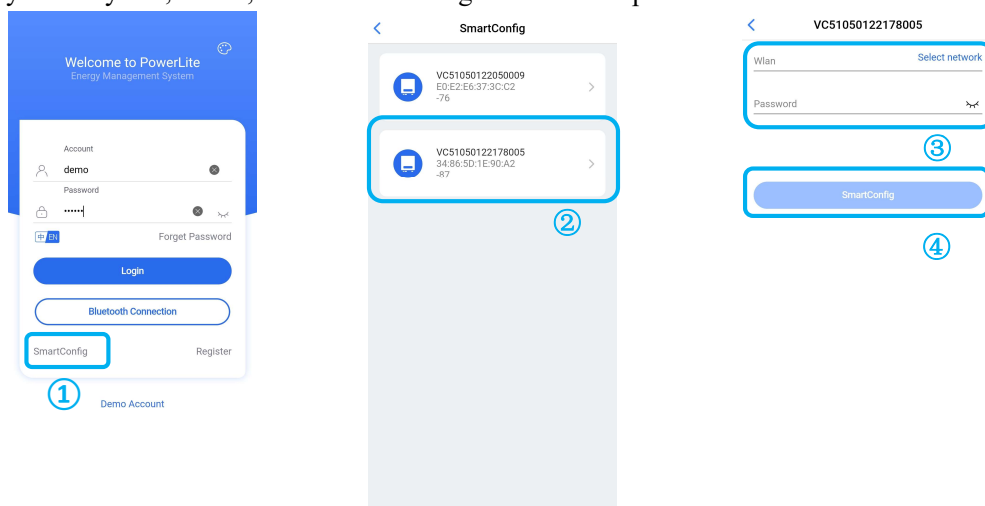 Welcome to PowerLite
Energy Management System
Account
demo
Password
••••••
中/EN
Forget Password
Login
Bluetooth Connection
SmartConfig
Register
①
Demo Account
SmartConfig
VC51050122050009
E0:E2:E6:37:3C:C2
-76
VC51050122178005
34:86:5D:1E:90:A2
-87
②
VC51050122178005
Wlan
Select network
Password
③
SmartConfig
④